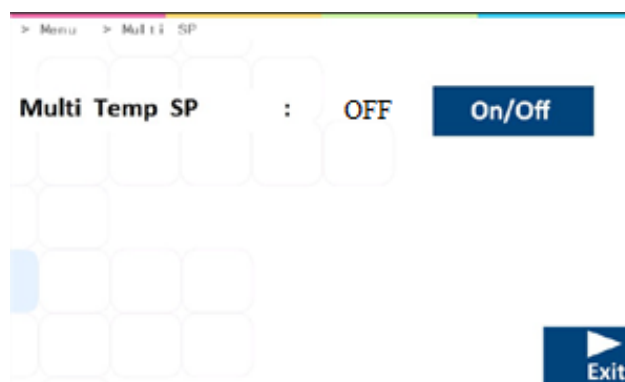 > Menu > Multi SP
Multi Temp SP : OFF On/Off
Exit